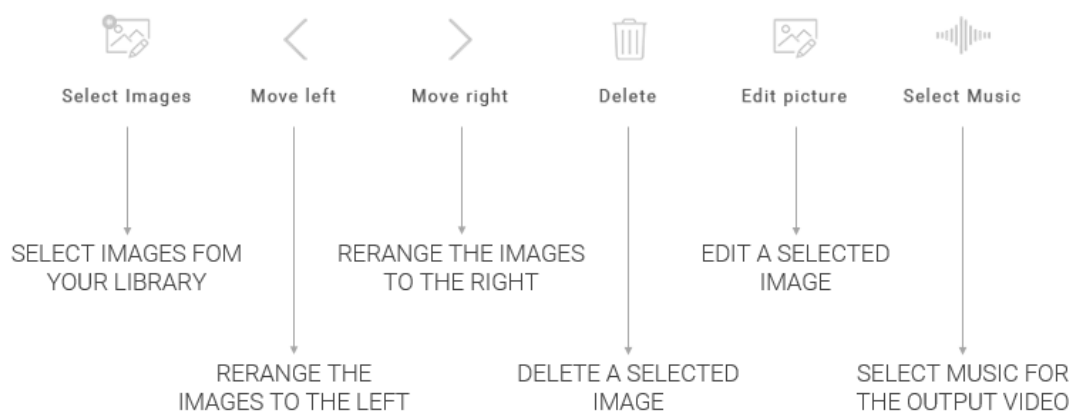 Select Images
Move left
Move right
Delete
Edit picture
Select Music
SELECT IMAGES FOM
YOUR LIBRARY
RERANGE THE IMAGES
TO THE RIGHT
EDIT A SELECTED
IMAGE
RERANGE THE
IMAGES TO THE LEFT
DELETE A SELECTED
IMAGE
SELECT MUSIC FOR
THE OUTPUT VIDEO